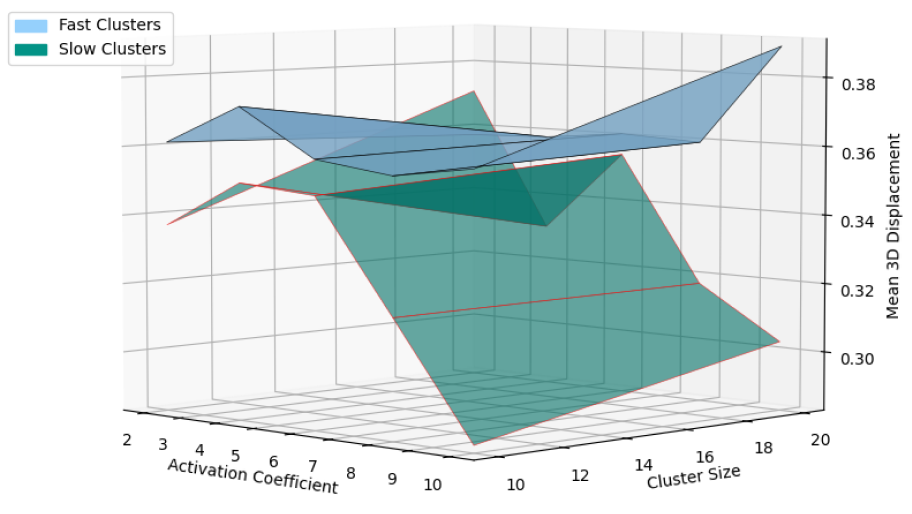 Fast Clusters
Slow Clusters
0.38
0.36
0.34
0.32
0.30
Mean 3D Displacement
2 3 4 5 6 7 8 9 10
Activation Coefficient
10 12 14 16 18 20
Cluster Size